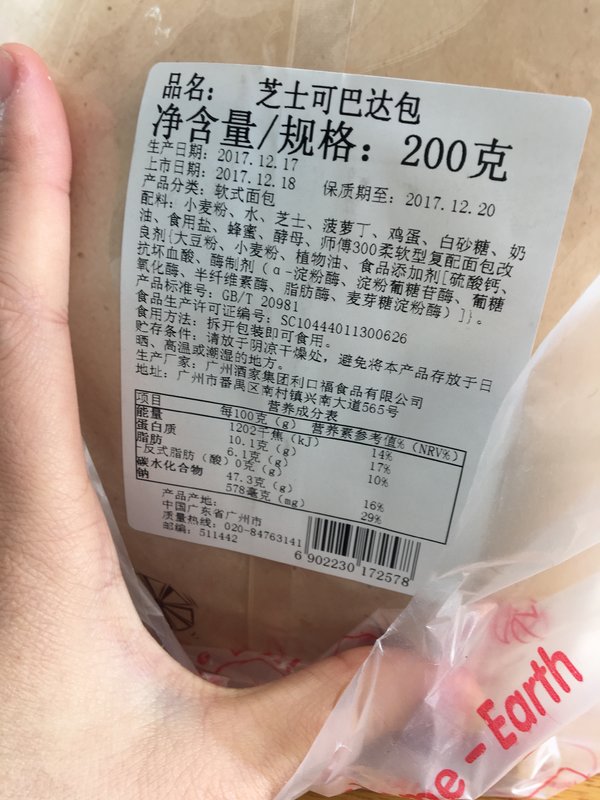 品名： 芝士可巴达包
净含量/规格：200克
生产日期：2017.12.17
上市日期：2017.12.18 保质期至：2017.12.20
产品分类：软式面包
配料：小麦粉、水、芝士、菠萝丁、鸡蛋、白砂糖、奶
油、食用盐、蜂蜜、酵母、师傅300柔软型复配面包改
良剂{大豆粉、小麦粉、植物油、食品添加剂[硫酸钙、
抗坏血酸、酶制剂（α-淀粉酶、淀粉葡糖苷酶、葡糖
氧化酶、半纤维素酶、脂肪酶、麦芽糖淀粉酶）]}。
产品标准号：GB/T 20981
食品生产许可证编号：SC10444011300626
食用方法：拆开包装即可食用。
贮存条件：请放于阴凉干燥处，避免将本产品存放于日
晒、高温或潮湿的地方。
生产厂家：广州酒家集团利口福食品有限公司
地址：广州市番禺区南村镇兴南大道565号
营养成分表
项目 每100克（g） 营养素参考值%（NRV%）
能量 1202千焦（kJ） 14%
蛋白质 10.1克（g） 17%
脂肪 6.1克（g） 10%
-反式脂肪（酸）0克（g）
碳水化合物 47.3克（g） 16%
钠 578毫克（mg） 29%
产品产地：
中国广东省广州市
质量热线：020-84763141
邮编：511442
6 902230 172578
e-Earth